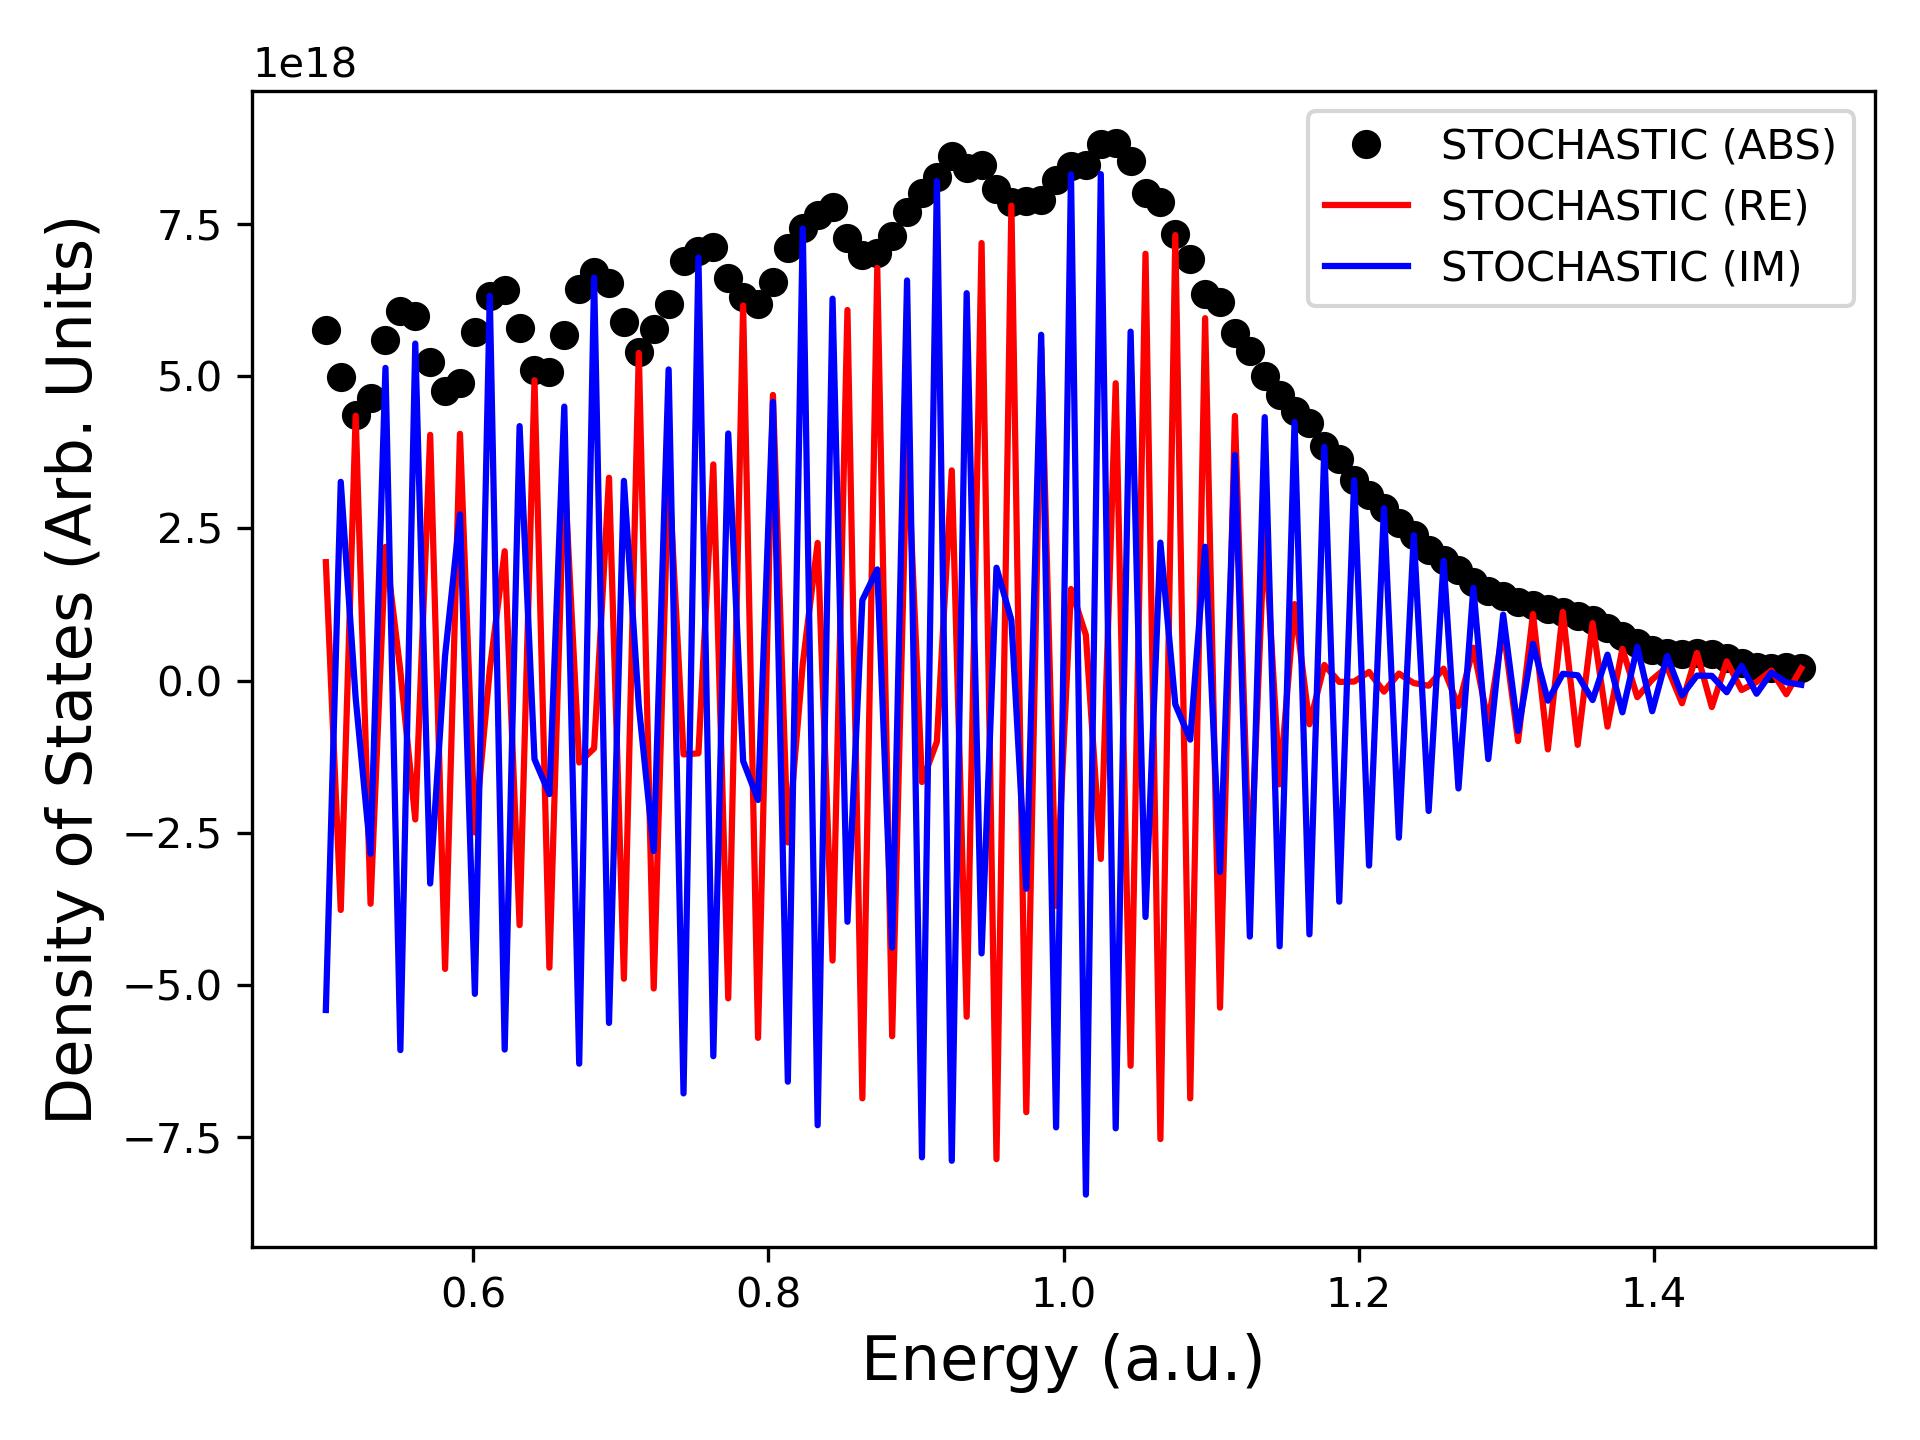 1e18
STOCHASTIC (ABS)
STOCHASTIC (RE)
STOCHASTIC (IM)
7.5
5.0
2.5
0.0
−2.5
−5.0
−7.5
Density of States (Arb. Units)
0.6 0.8 1.0 1.2 1.4
Energy (a.u.)